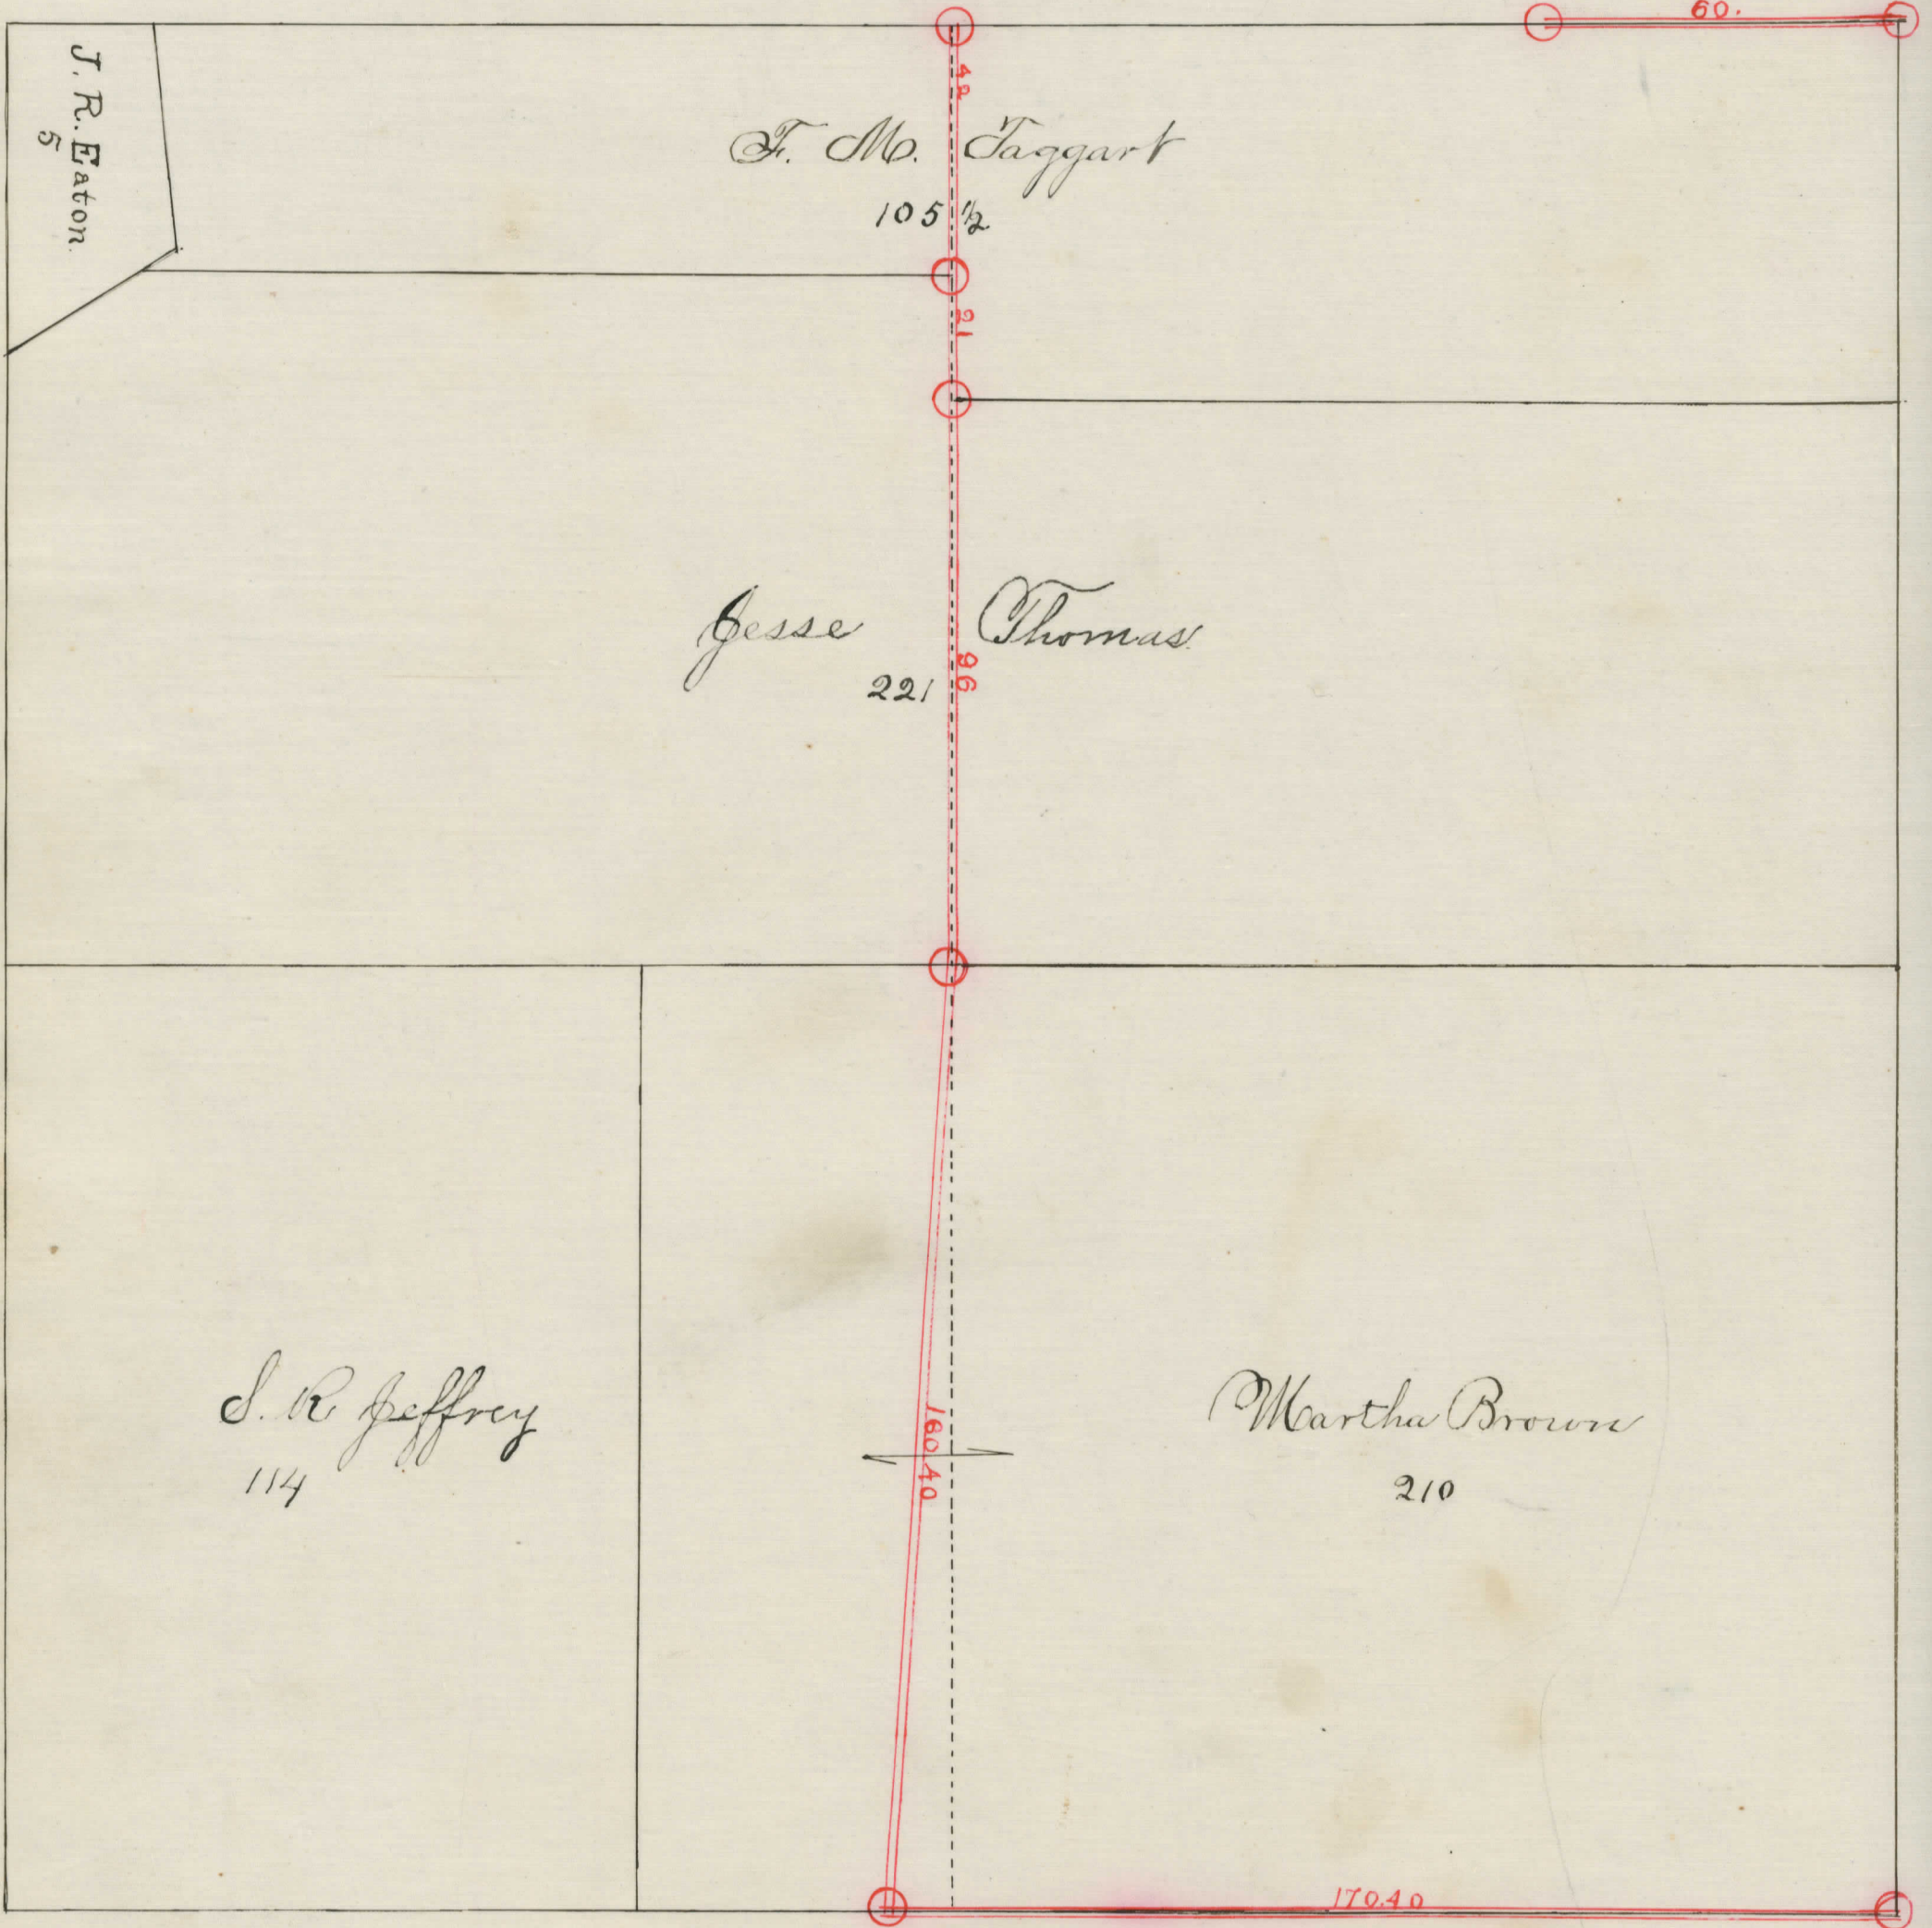 60.
J. R. Eaton.
5
42
F. M. Taggart
105 1/2
21
Jesse Thomas.
221
96
S. R Jeffrey
114
160.40
Martha Brown
210
170.40